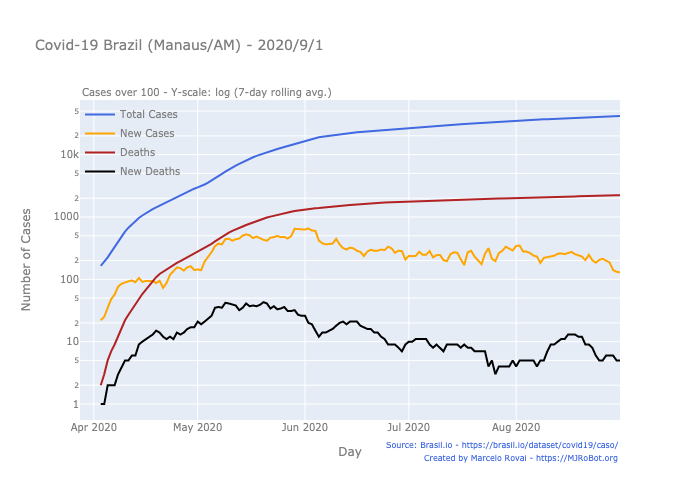 Covid-19 Brazil (Manaus/AM) - 2020/9/1
Cases over 100 - Y-scale: log (7-day rolling avg.)
Total Cases
New Cases
Deaths
New Deaths
5
2
10k
5
2
1000
5
2
100
5
2
10
5
2
1
Number of Cases
Apr 2020 May 2020 Jun 2020 Jul 2020 Aug 2020
Day
Source: Brasil.io - https://brasil.io/dataset/covid19/caso/
Created by Marcelo Rovai - https://MJRoBot.org